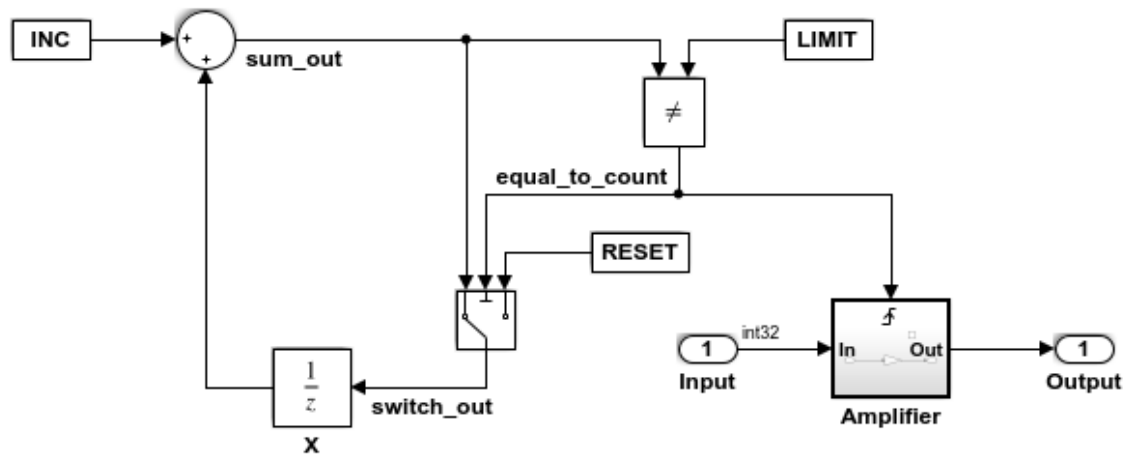 INC
+
+
sum_out
LIMIT
≠
equal_to_count
RESET
1
z
X
switch_out
1
Input
int32
In
Out
Amplifier
1
Output